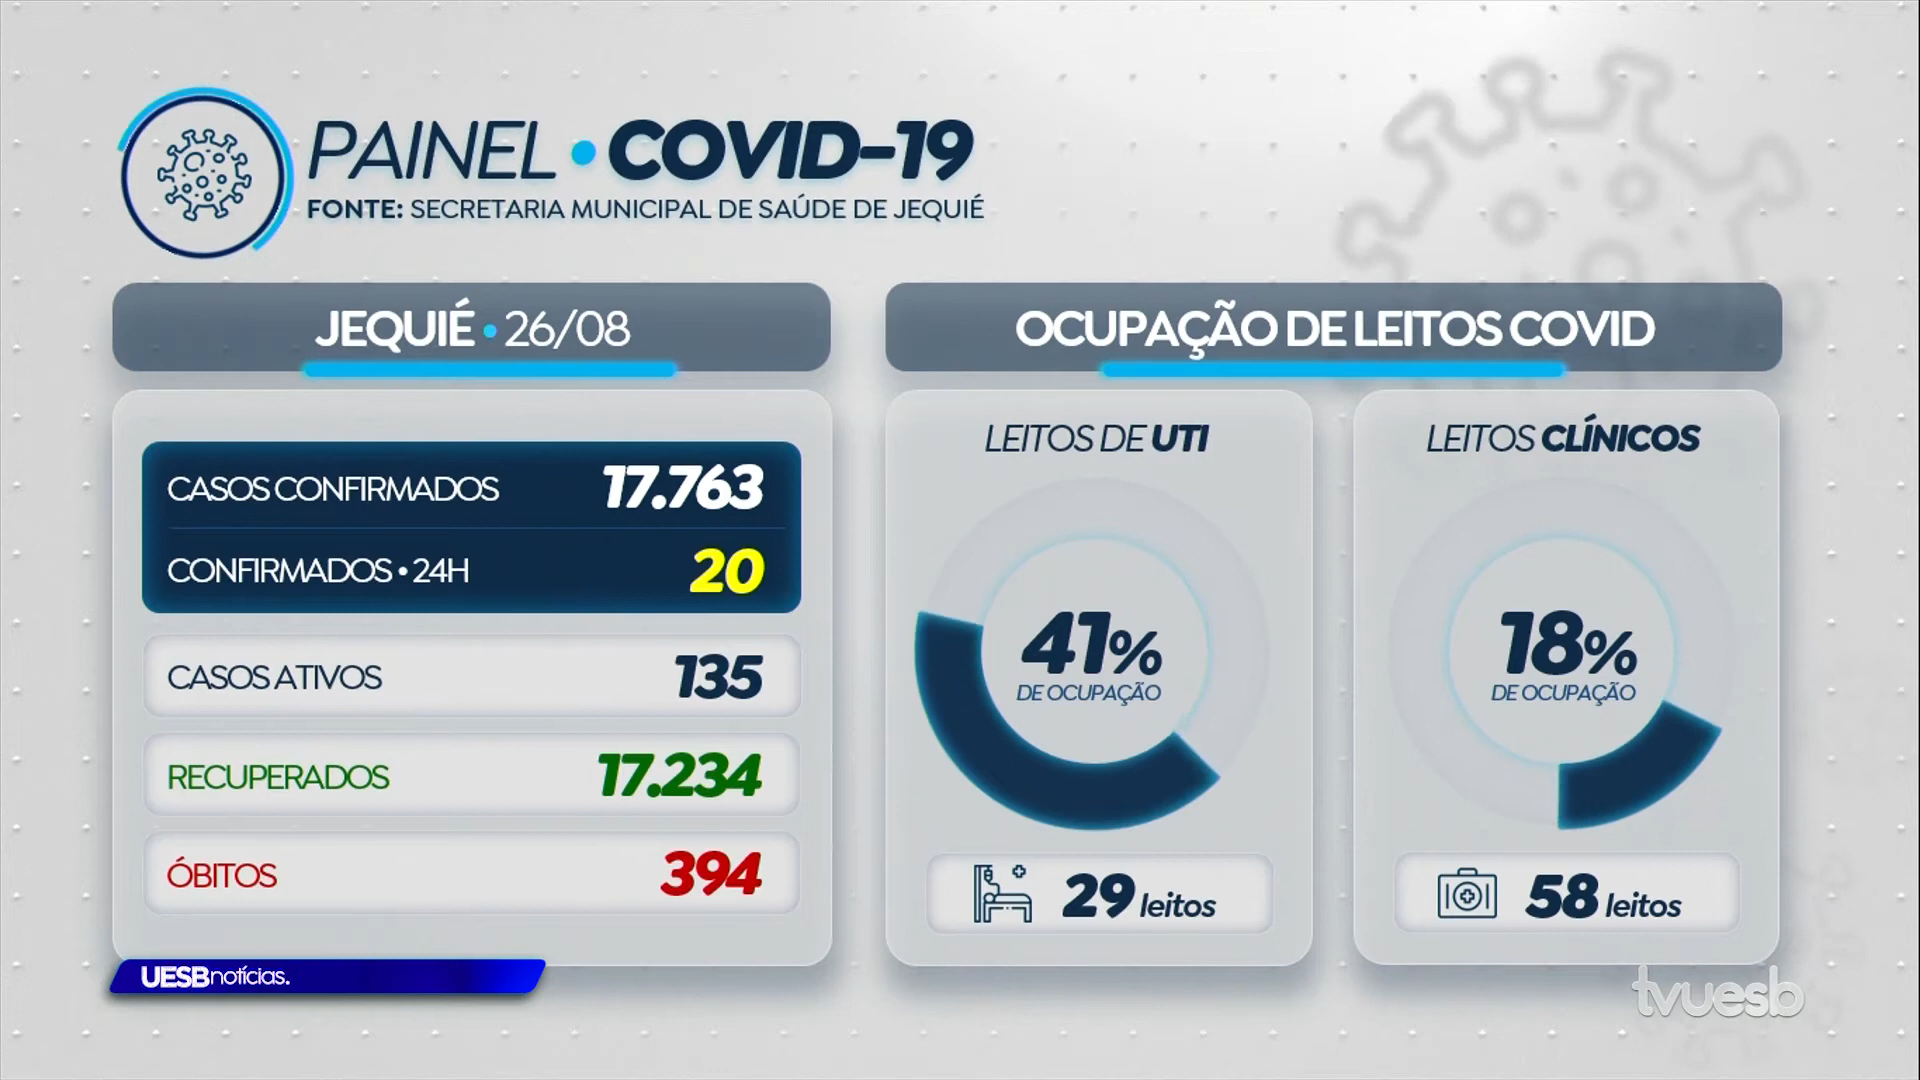 PAINEL • COVID-19
FONTE: SECRETARIA MUNICIPAL DE SAÚDE DE JEQUIÉ
JEQUIÉ • 26/08
CASOS CONFIRMADOS 17.763
CONFIRMADOS • 24H 20
CASOS ATIVOS 135
RECUPERADOS 17.234
ÓBITOS 394
OCUPAÇÃO DE LEITOS COVID
LEITOS DE UTI
41%
DE OCUPAÇÃO
29 leitos
LEITOS CLÍNICOS
18%
DE OCUPAÇÃO
58 leitos
UESBnotícias.
tvuesb